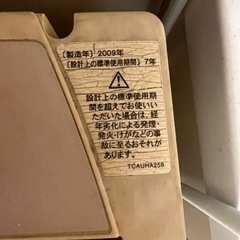 〔製造年〕2009年
〔設計上の標準使用期間〕7年
設計上の標準使用期
間を超えてお使いい
ただいた場合は、経
年劣化による発煙・
発火・けがなどの事
故に至るおそれがあ
ります。
TCAUHA258